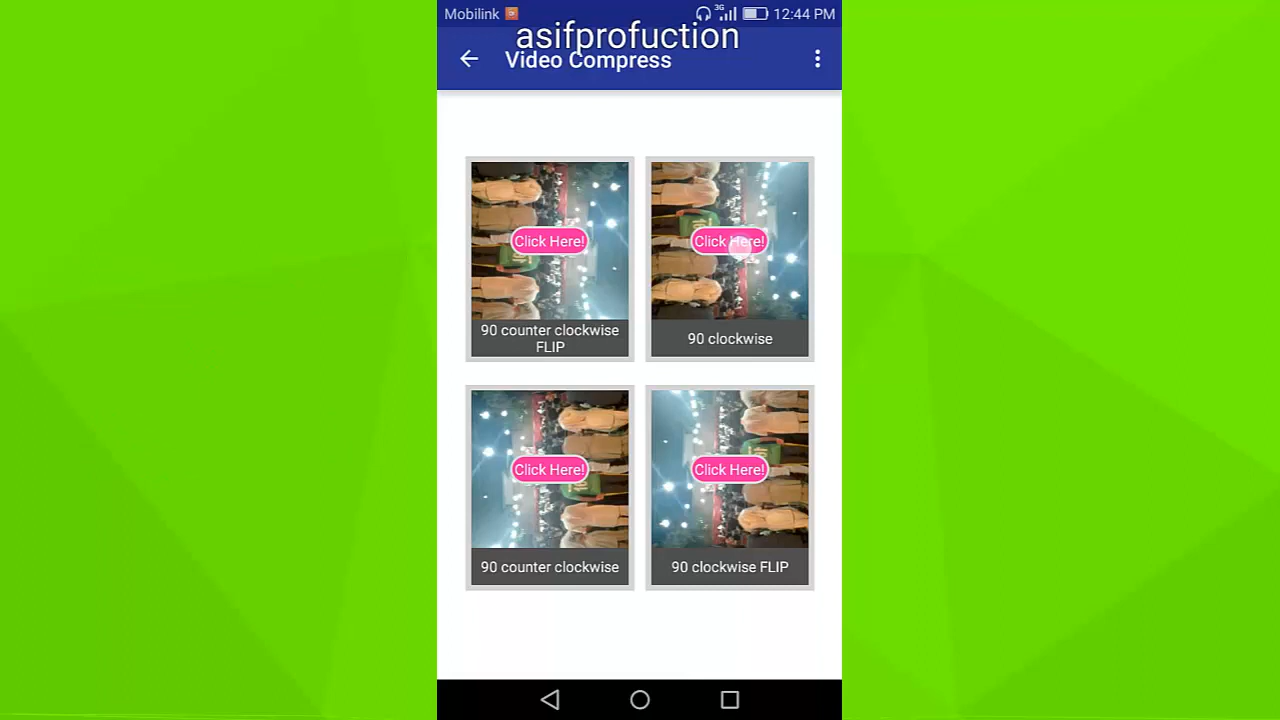 Mobilink
3G
12:44 PM
asifprofuction
Video Compress
Click Here!
Click Here!
90 counter clockwise
FLIP
90 clockwise
Click Here!
Click Here!
90 counter clockwise
90 clockwise FLIP